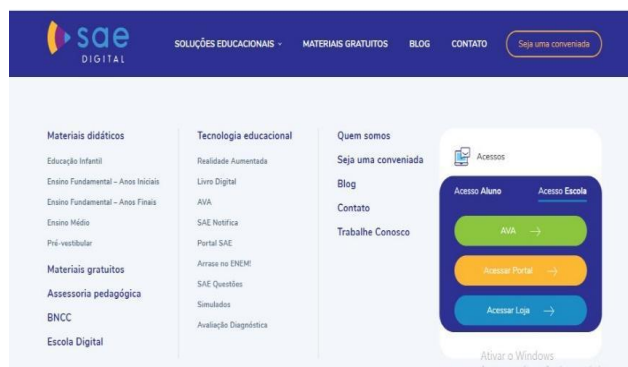 sae
DIGITAL
SOLUÇÕES EDUCACIONAIS
MATERIAIS GRATUITOS
BLOG
CONTATO
Seja uma conveniada
Materiais didáticos
Educação Infantil
Ensino Fundamental – Anos Iniciais
Ensino Fundamental – Anos Finais
Ensino Médio
Pré-vestibular
Materiais gratuitos
Assessoria pedagógica
BNCC
Escola Digital
Tecnologia educacional
Realidade Aumentada
Livro Digital
AVA
SAE Notifica
Portal SAE
Arrase no ENEM!
SAE Questões
Simulados
Avaliação Diagnóstica
Quem somos
Seja uma conveniada
Blog
Contato
Trabalhe Conosco
Acessos
Acesso Aluno
Acesso Escola
AVA →
Acessar Portal →
Acessar Loja →
Ativar o Windows